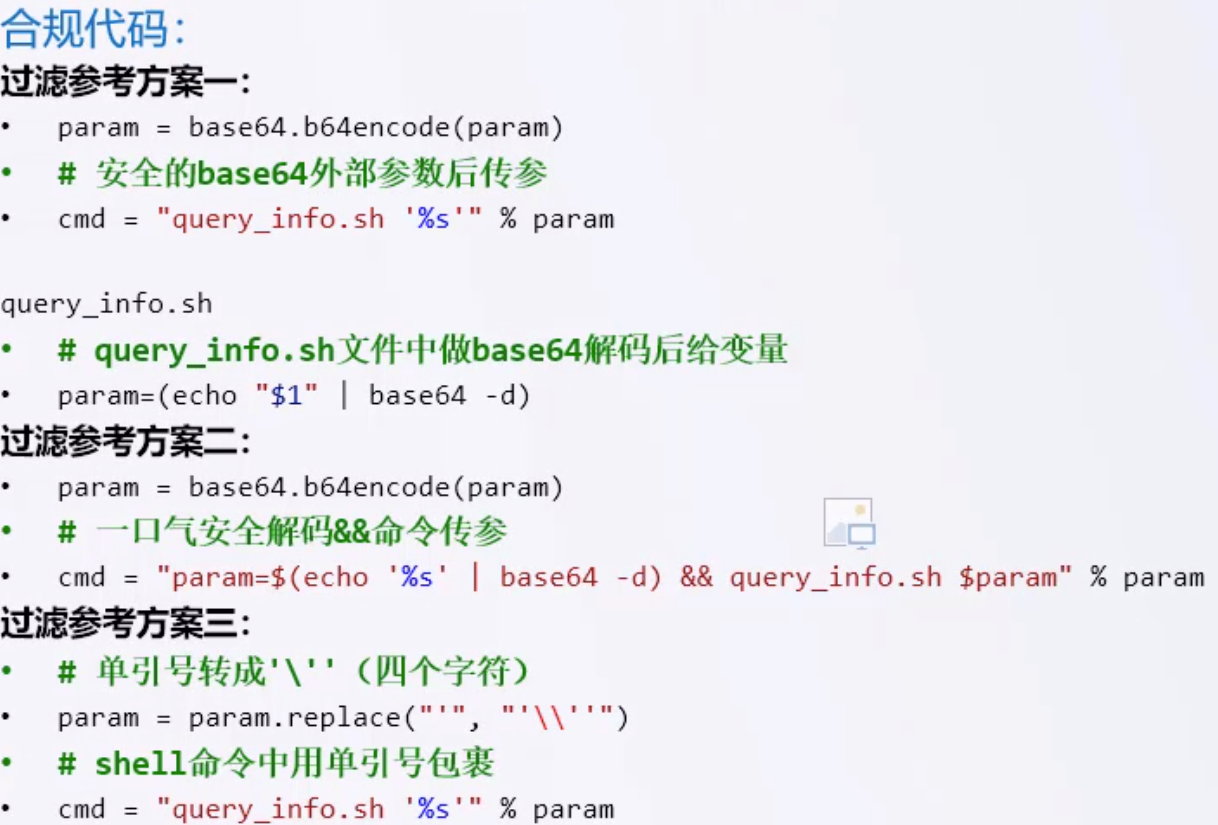 合规代码：
过滤参考方案一：
• param = base64.b64encode(param)
• # 安全的base64外部参数后传参
• cmd = "query_info.sh '%s'" % param
query_info.sh
• # query_info.sh文件中做base64解码后给变量
• param=(echo "$1" | base64 -d)
过滤参考方案二：
• param = base64.b64encode(param)
• # 一口气安全解码&&命令传参
• cmd = "param=$(echo '%s' | base64 -d) && query_info.sh $param" % param
过滤参考方案三：
• # 单引号转成'\''（四个字符）
• param = param.replace("'", "'\\''")
• # shell命令中用单引号包裹
• cmd = "query_info.sh '%s'" % param